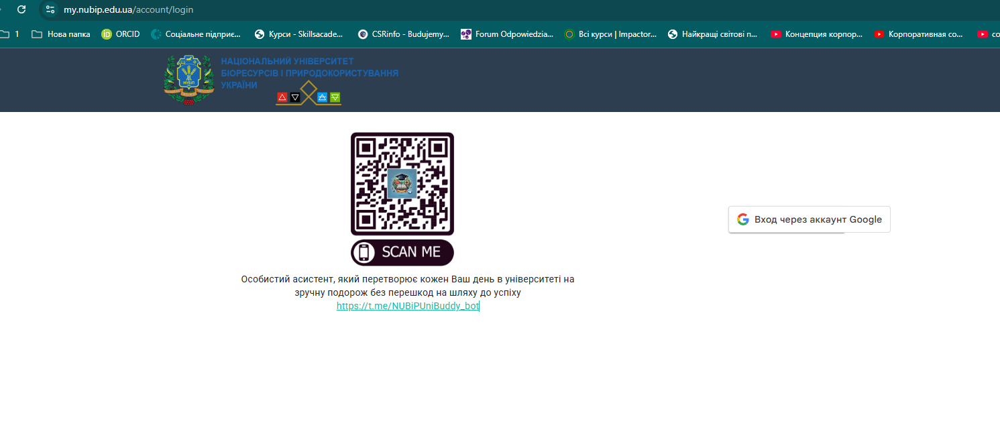 my.nubip.edu.ua/account/login
1 Нова папка ORCID Соціальне підприє... Курси - Skillsacade... CSRinfo - Budujemy... Forum Odpowiedzia... Всі курси | Impactor... Найкращі світові п... Концепция корпор... Корпоративная со... со
НАЦІОНАЛЬНИЙ УНІВЕРСИТЕТ
БІОРЕСУРСІВ І ПРИРОДОКОРИСТУВАННЯ
УКРАЇНИ
НУБІП
SCAN ME
Особистий асистент, який перетворює кожен Ваш день в університеті на
зручну подорож без перешкод на шляху до успіху
https://t.me/NUBiPUniBuddy_bot
Вход через аккаунт Google